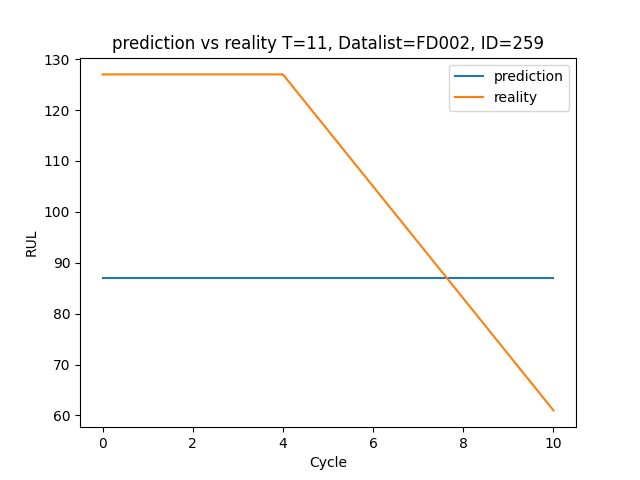 prediction vs reality T=11, Datalist=FD002, ID=259
prediction
reality
RUL
130
120
110
100
90
80
70
60
0 2 4 6 8 10
Cycle